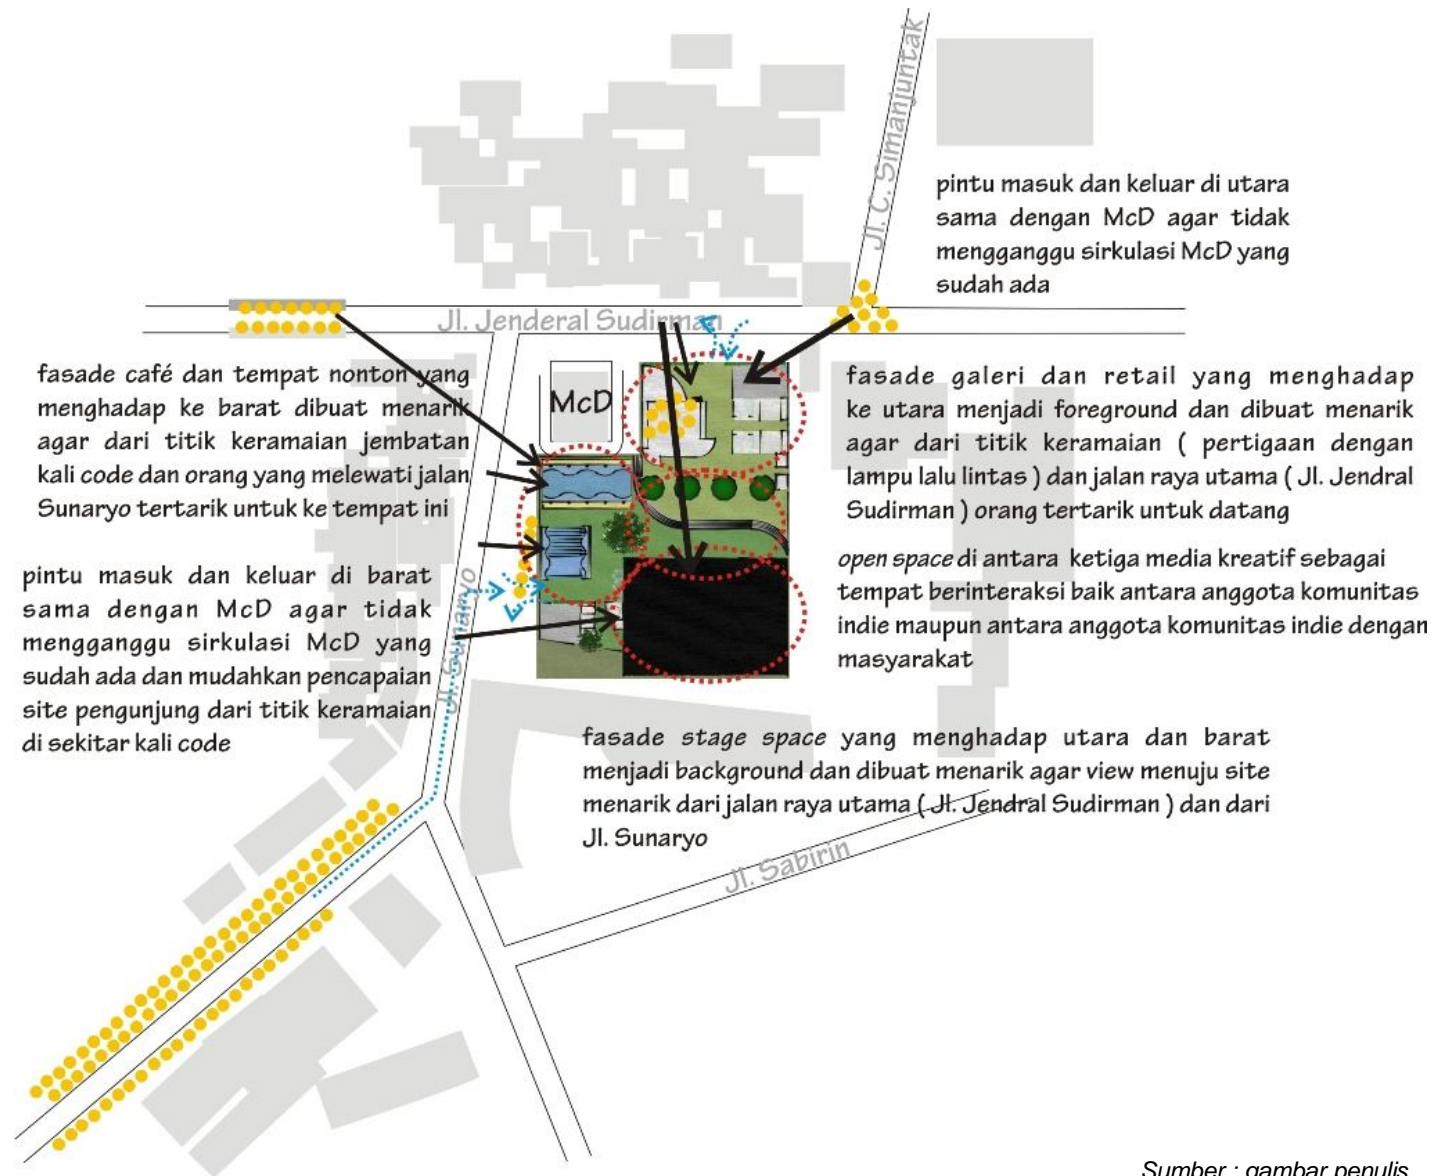 Jl. C. Simanjuntak
pintu masuk dan keluar di utara
sama dengan McD agar tidak
mengganggu sirkulasi McD yang
sudah ada
Jl. Jenderal Sudirman
McD
fasade café dan tempat nonton yang
menghadap ke barat dibuat menarik
agar dari titik keramaian jembatan
kali code dan orang yang melewati jalan
Sunaryo tertarik untuk ke tempat ini
fasade galeri dan retail yang menghadap
ke utara menjadi foreground dan dibuat menarik
agar dari titik keramaian ( pertigaan dengan
lampu lalu lintas ) dan jalan raya utama ( Jl. Jendral
Sudirman ) orang tertarik untuk datang
open space di antara ketiga media kreatif sebagai
tempat berinteraksi baik antara anggota komunitas
indie maupun antara anggota komunitas indie dengan
masyarakat
pintu masuk dan keluar di barat
sama dengan McD agar tidak
mengganggu sirkulasi McD yang
sudah ada dan mudahkan pencapaian
site pengunjung dari titik keramaian
di sekitar kali code
Jl. Sunaryo
fasade stage space yang menghadap utara dan barat
menjadi background dan dibuat menarik agar view menuju site
menarik dari jalan raya utama ( Jl. Jendral Sudirman ) dan dari
Jl. Sunaryo
Jl. Sabirin
Sumber : gambar penulis